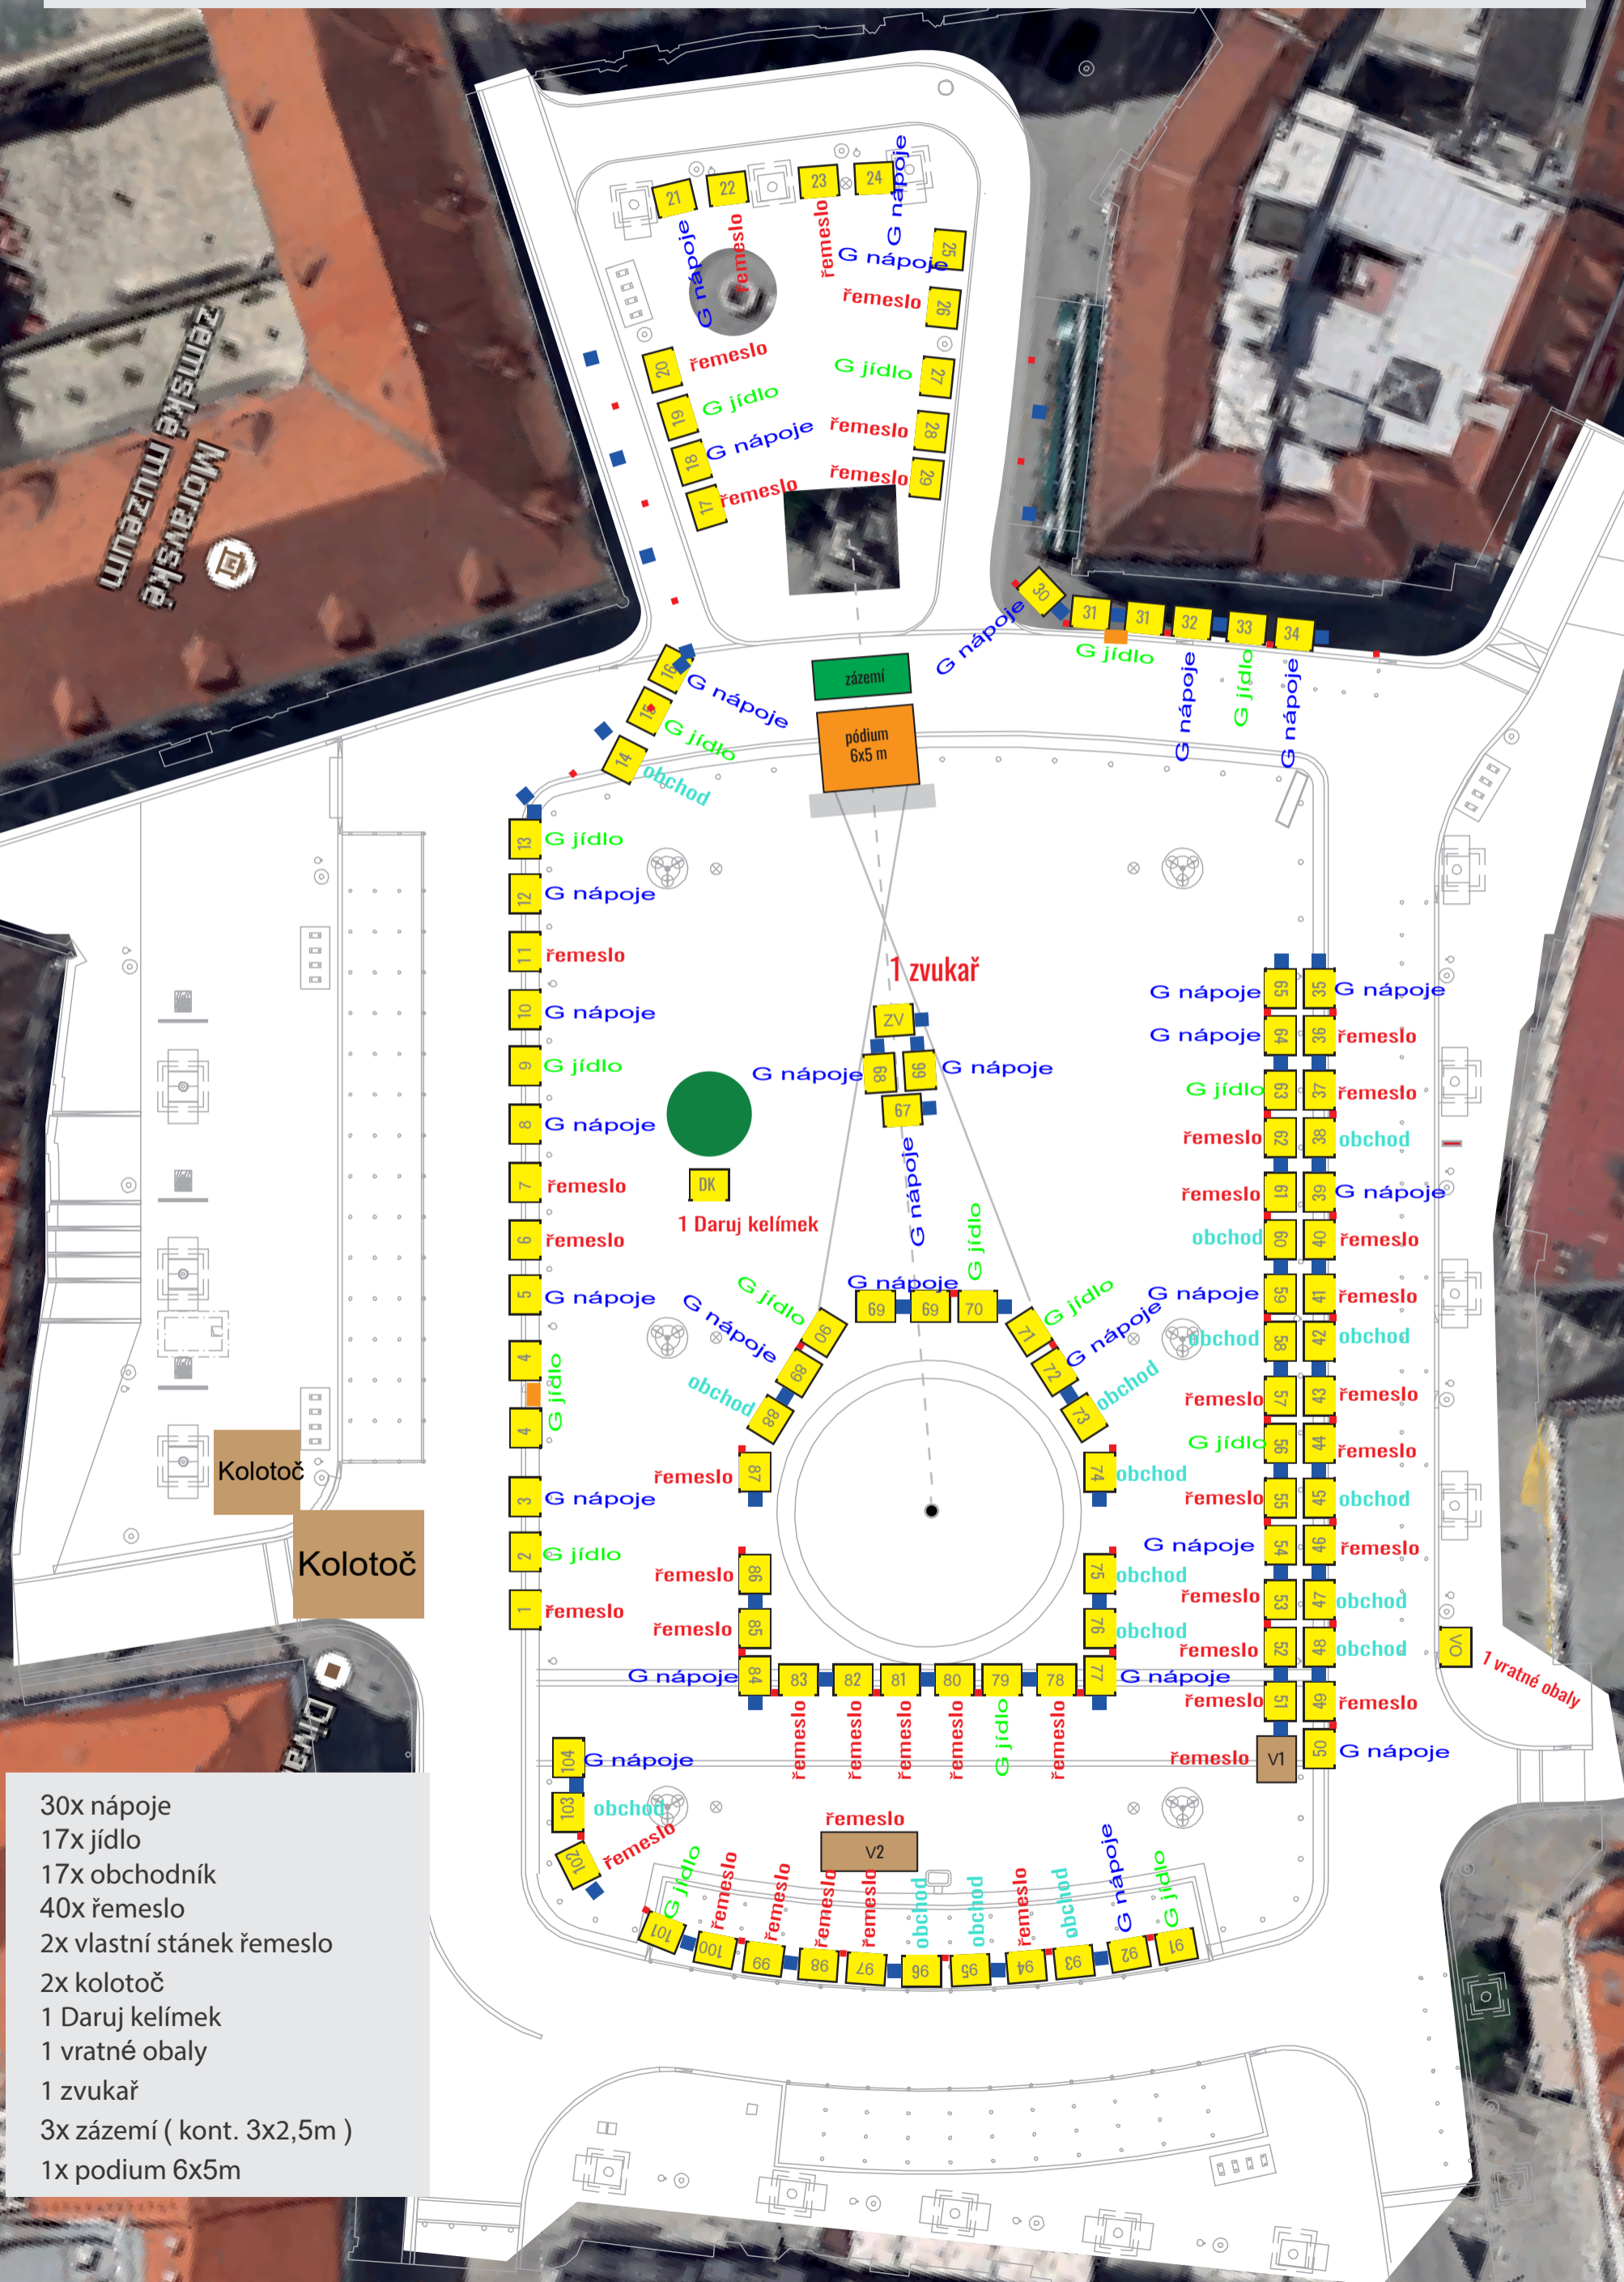 21
22
23
24
G nápoje
řemeslo
řemeslo
G nápoje
25
G nápoje
26
řemeslo
20
řemeslo
27
G jídlo
19
G jídlo
28
řemeslo
18
G nápoje
29
řemeslo
17
řemeslo
Moravské
zemské muzeum
30
31
31
32
33
34
G nápoje
G jídlo
G nápoje
G jídlo
G nápoje
16
G nápoje
15
G jídlo
14
obchod
zázemí
pódium
6x5 m
13
G jídlo
12
G nápoje
11
řemeslo
10
G nápoje
9
G jídlo
8
G nápoje
7
řemeslo
6
řemeslo
5
G nápoje
4
G jídlo
4
3
G nápoje
2
G jídlo
1
řemeslo
Kolotoč
Kolotoč
1 zvukař
ZV
G nápoje
68
66
G nápoje
67
G nápoje
DK
1 Daruj kelímek
G jídlo
G nápoje
69
69
70
90
G jídlo
71
G jídlo
89
G nápoje
72
G nápoje
88
obchod
73
obchod
řemeslo
87
74
obchod
řemeslo
86
75
obchod
řemeslo
85
76
obchod
G nápoje
84
83
82
81
80
79
78
77
G nápoje
řemeslo
řemeslo
řemeslo
řemeslo
G jídlo
řemeslo
G nápoje
65
35
G nápoje
G nápoje
64
36
řemeslo
G jídlo
63
37
řemeslo
řemeslo
62
38
obchod
řemeslo
61
39
G nápoje
obchod
60
40
řemeslo
G nápoje
59
41
řemeslo
obchod
58
42
obchod
řemeslo
57
43
řemeslo
G jídlo
56
44
řemeslo
řemeslo
55
45
obchod
G nápoje
54
46
řemeslo
řemeslo
53
47
obchod
řemeslo
52
48
obchod
řemeslo
51
49
řemeslo
řemeslo
V1
50
G nápoje
VO
1 vratné obaly
104
G nápoje
103
obchod
102
řemeslo
řemeslo
V2
G jídlo
řemeslo
řemeslo
řemeslo
řemeslo
obchod
obchod
řemeslo
obchod
G nápoje
G jídlo
101
100
99
98
97
96
95
94
93
92
91
30x nápoje
17x jídlo
17x obchodník
40x řemeslo
2x vlastní stánek řemeslo
2x kolotoč
1 Daruj kelímek
1 vratné obaly
1 zvukař
3x zázemí ( kont. 3x2,5m )
1x podium 6x5m